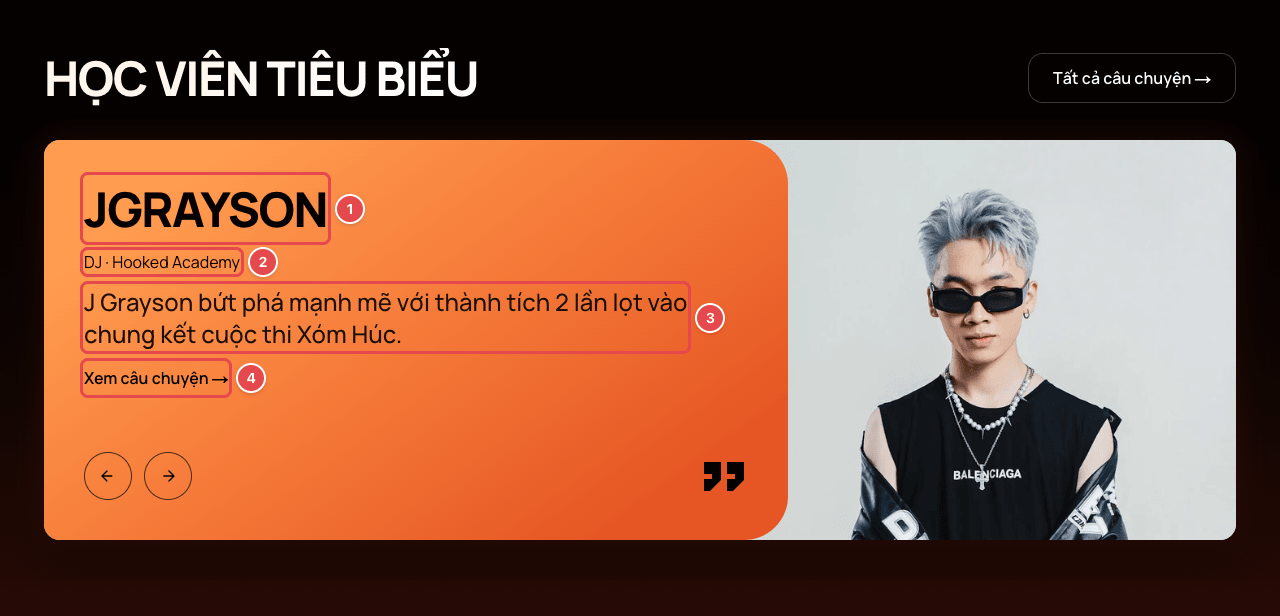 HỌC VIÊN TIÊU BIỂU
Tất cả câu chuyện →
JGRAYSON
1
DJ · Hooked Academy
2
J Grayson bứt phá mạnh mẽ với thành tích 2 lần lọt vào
chung kết cuộc thi Xóm Húc.
3
Xem câu chuyện →
4
← →
BALENCIAGA